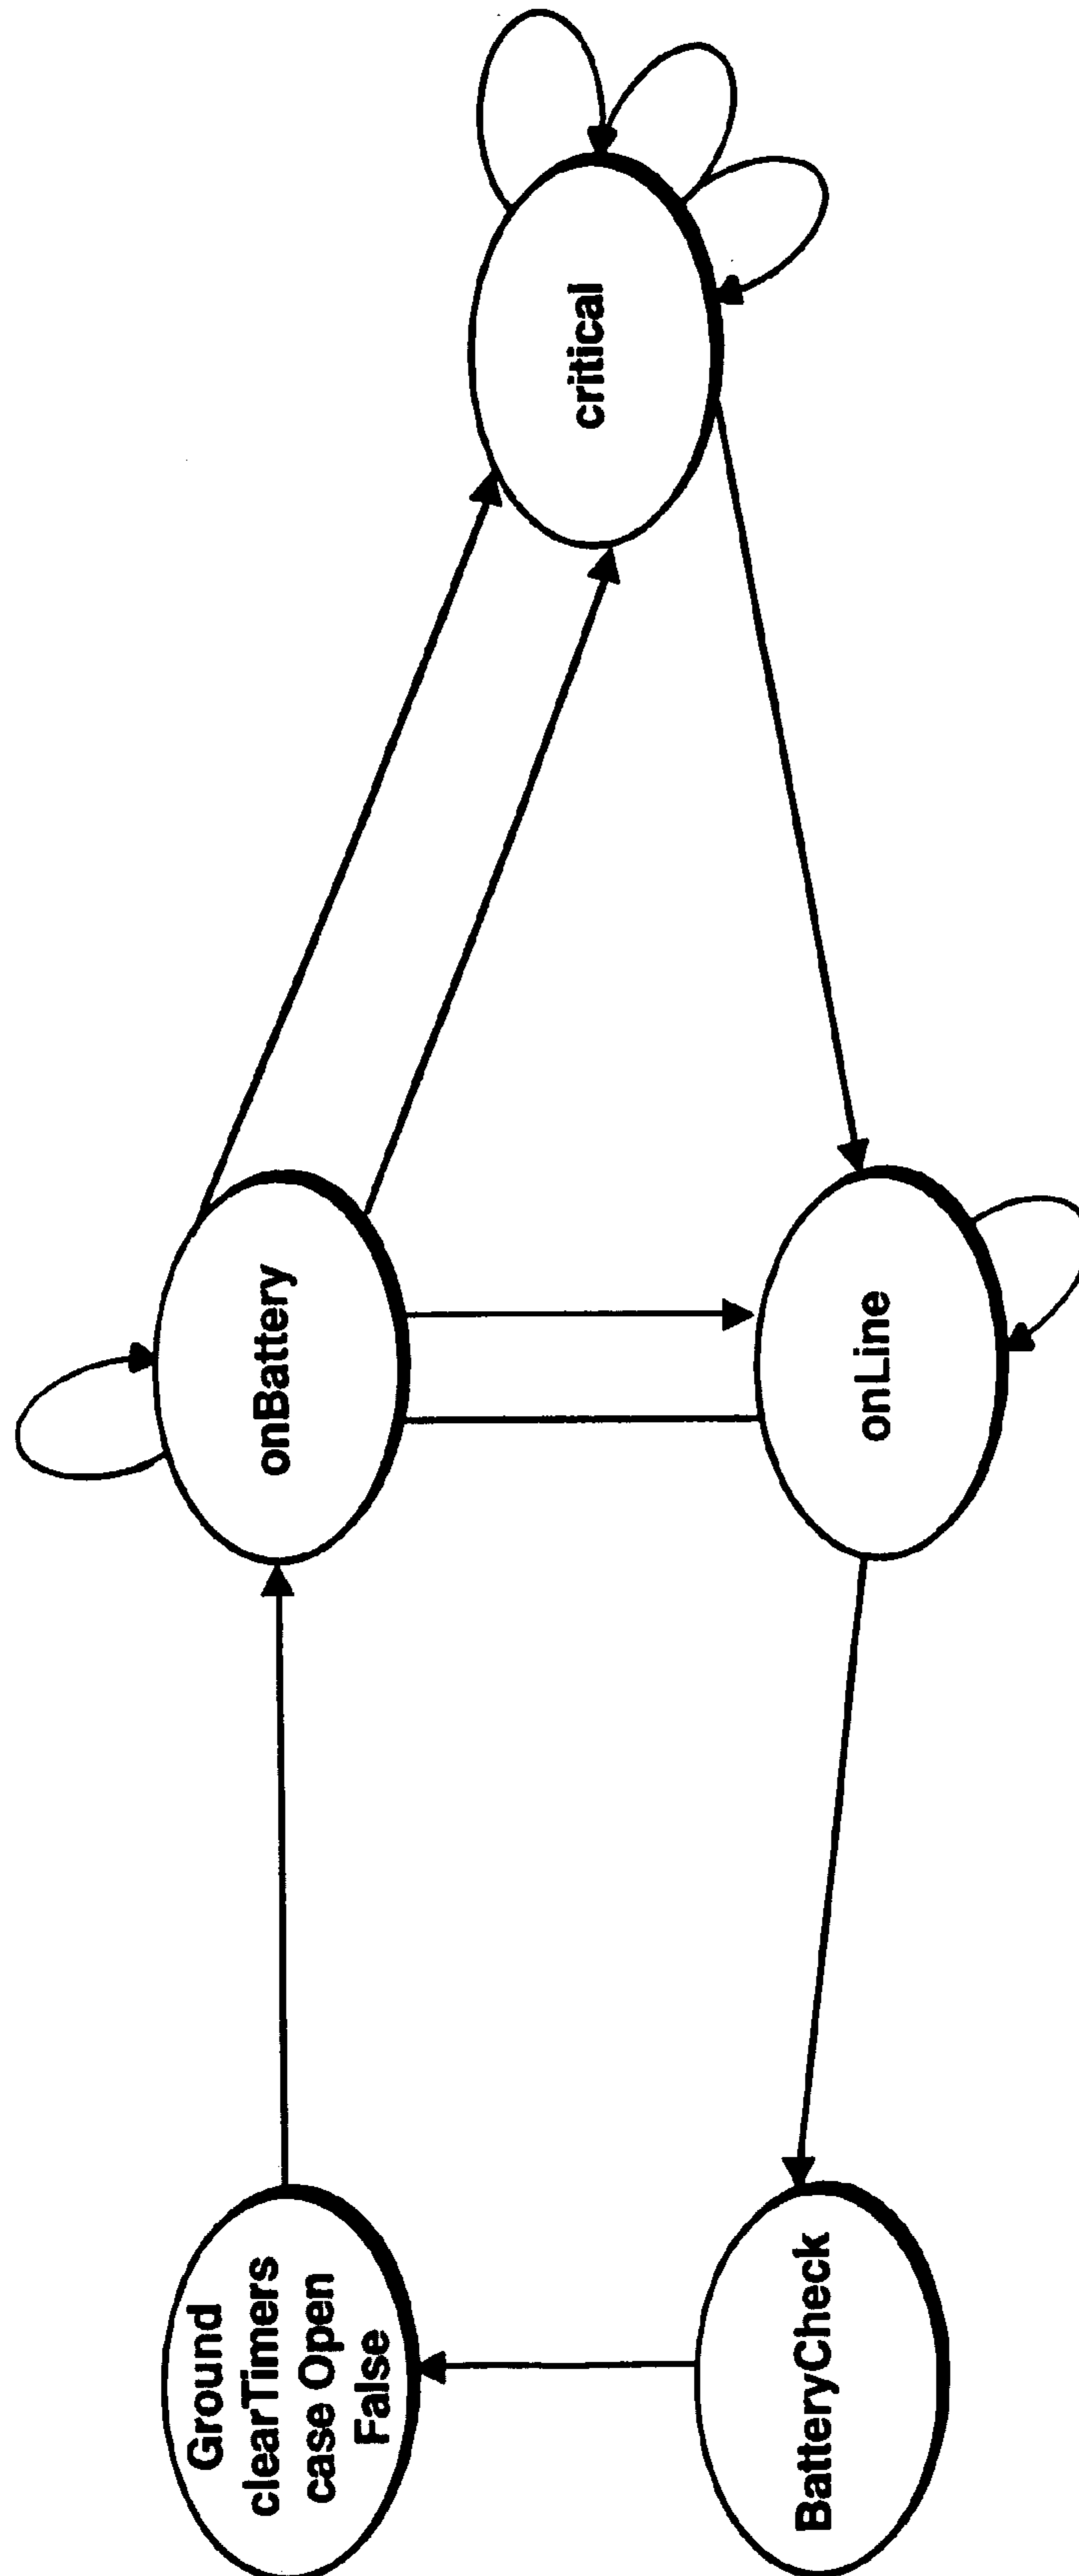 Ground
clearTimers
case Open
False
onBattery
critical
BatteryCheck
onLine